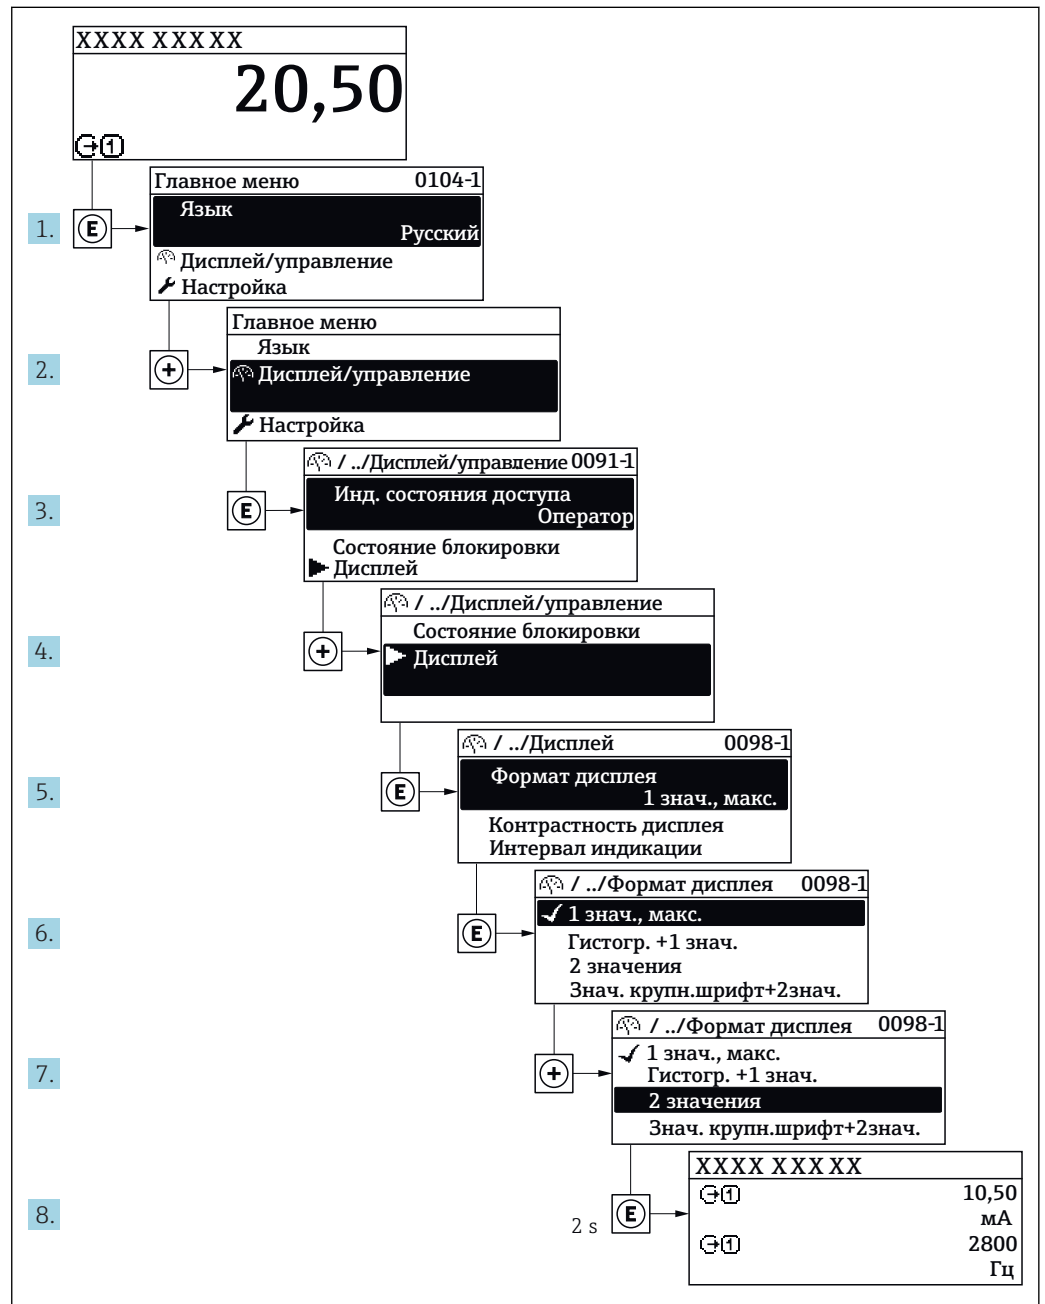 XXXX XXX XX
20,50
1
Главное меню 0104-1
Язык
Русский
Дисплей/управление
Настройка
1.
E
Главное меню
Язык
Дисплей/управление
Настройка
2.
+
/ ../Дисплей/управление 0091-1
Инд. состояния доступа
Оператор
Состояние блокировки
Дисплей
3.
E
/ ../Дисплей/управление
Состояние блокировки
Дисплей
4.
+
/ ../Дисплей 0098-1
Формат дисплея
1 знач., макс.
Контрастность дисплея
Интервал индикации
5.
E
/ ../Формат дисплея 0098-1
1 знач., макс.
Гистогр. +1 знач.
2 значения
Знач. крупн.шрифт+2знач.
6.
E
/ ../Формат дисплея 0098-1
1 знач., макс.
Гистогр. +1 знач.
2 значения
Знач. крупн.шрифт+2знач.
7.
+
XXXX XXX XX
1 10,50
мА
1 2800
Гц
8.
2 s
E